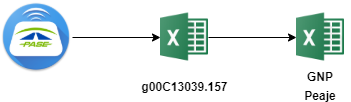 PASE
X
X
g00C13039.157
GNP
Peaje